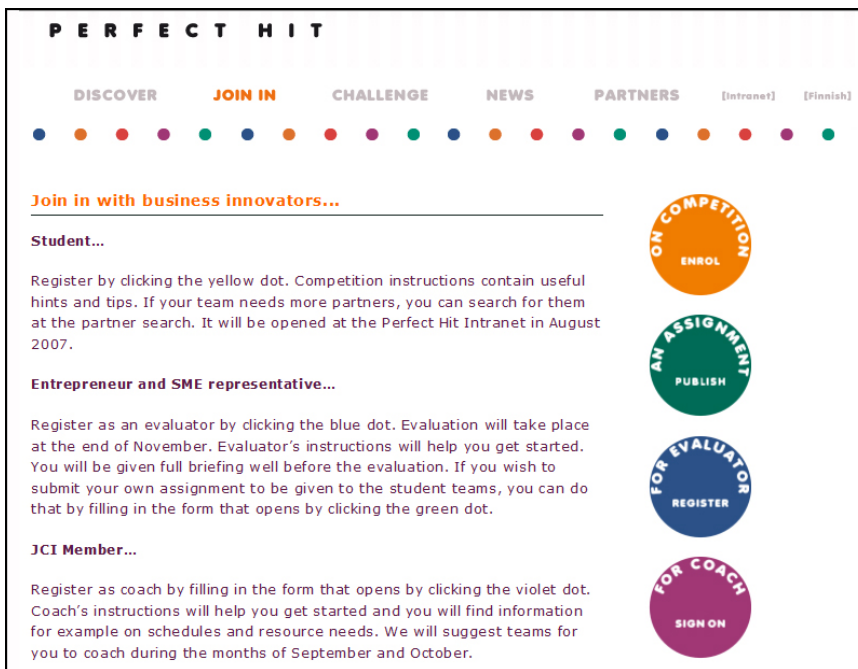 PERFECT HIT
DISCOVER JOIN IN CHALLENGE NEWS PARTNERS [Intranet] [Finnish]
Join in with business innovators...
Student...
Register by clicking the yellow dot. Competition instructions contain useful
hints and tips. If your team needs more partners, you can search for them
at the partner search. It will be opened at the Perfect Hit Intranet in August
2007.
Entrepreneur and SME representative...
Register as an evaluator by clicking the blue dot. Evaluation will take place
at the end of November. Evaluator's instructions will help you get started.
You will be given full briefing well before the evaluation. If you wish to
submit your own assignment to be given to the student teams, you can do
that by filling in the form that opens by clicking the green dot.
JCI Member...
Register as coach by filling in the form that opens by clicking the violet dot.
Coach's instructions will help you get started and you will find information
for example on schedules and resource needs. We will suggest teams for
you to coach during the months of September and October.
ON COMPETITION
ENROL
AN ASSIGNMENT
PUBLISH
FOR EVALUATOR
REGISTER
FOR COACH
SIGN ON